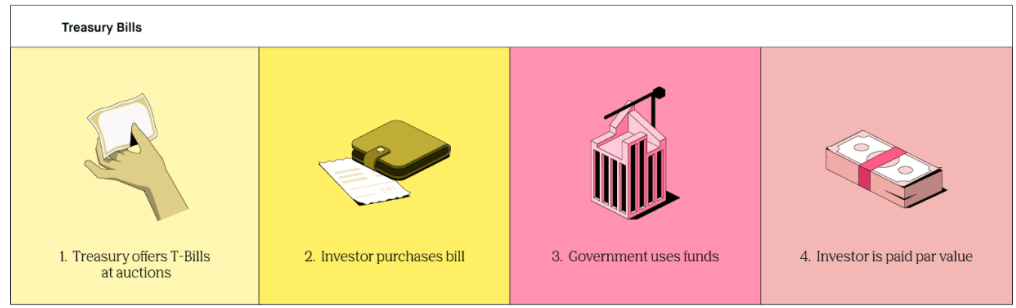 Treasury Bills
1. Treasury offers T-Bills
at auctions
2. Investor purchases bill
3. Government uses funds
4. Investor is paid par value